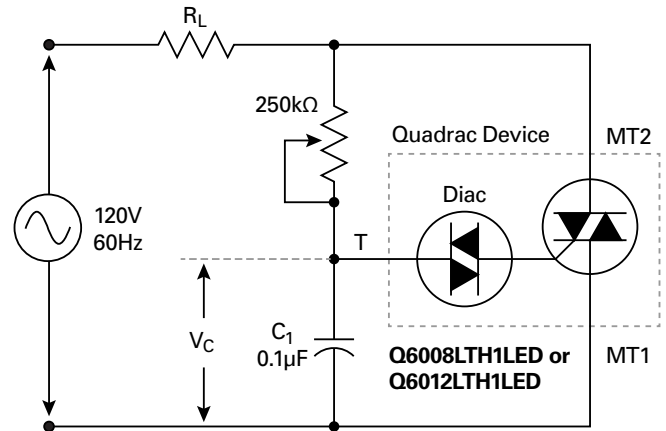 RL
250kΩ
Quadrac Device
MT2
Diac
120V
60Hz
T
VC
C1
0.1µF
Q6008LTH1LED or
Q6012LTH1LED
MT1